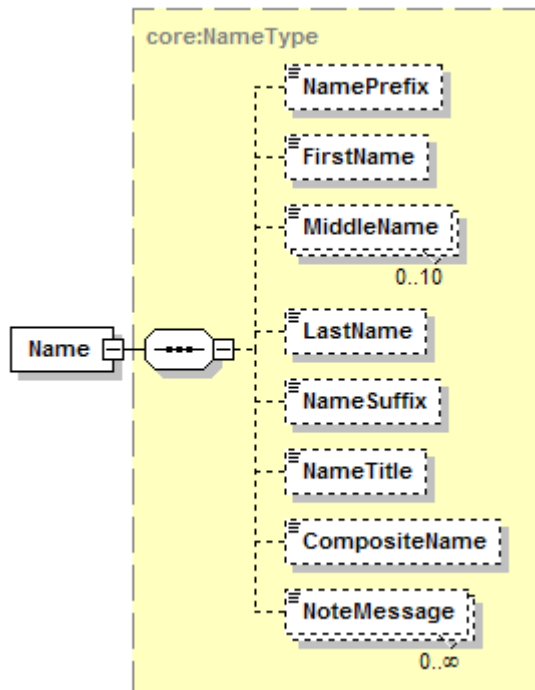 core:NameType
NamePrefix
FirstName
MiddleName
0..10
Name
LastName
NameSuffix
NameTitle
CompositeName
NoteMessage
0..∞